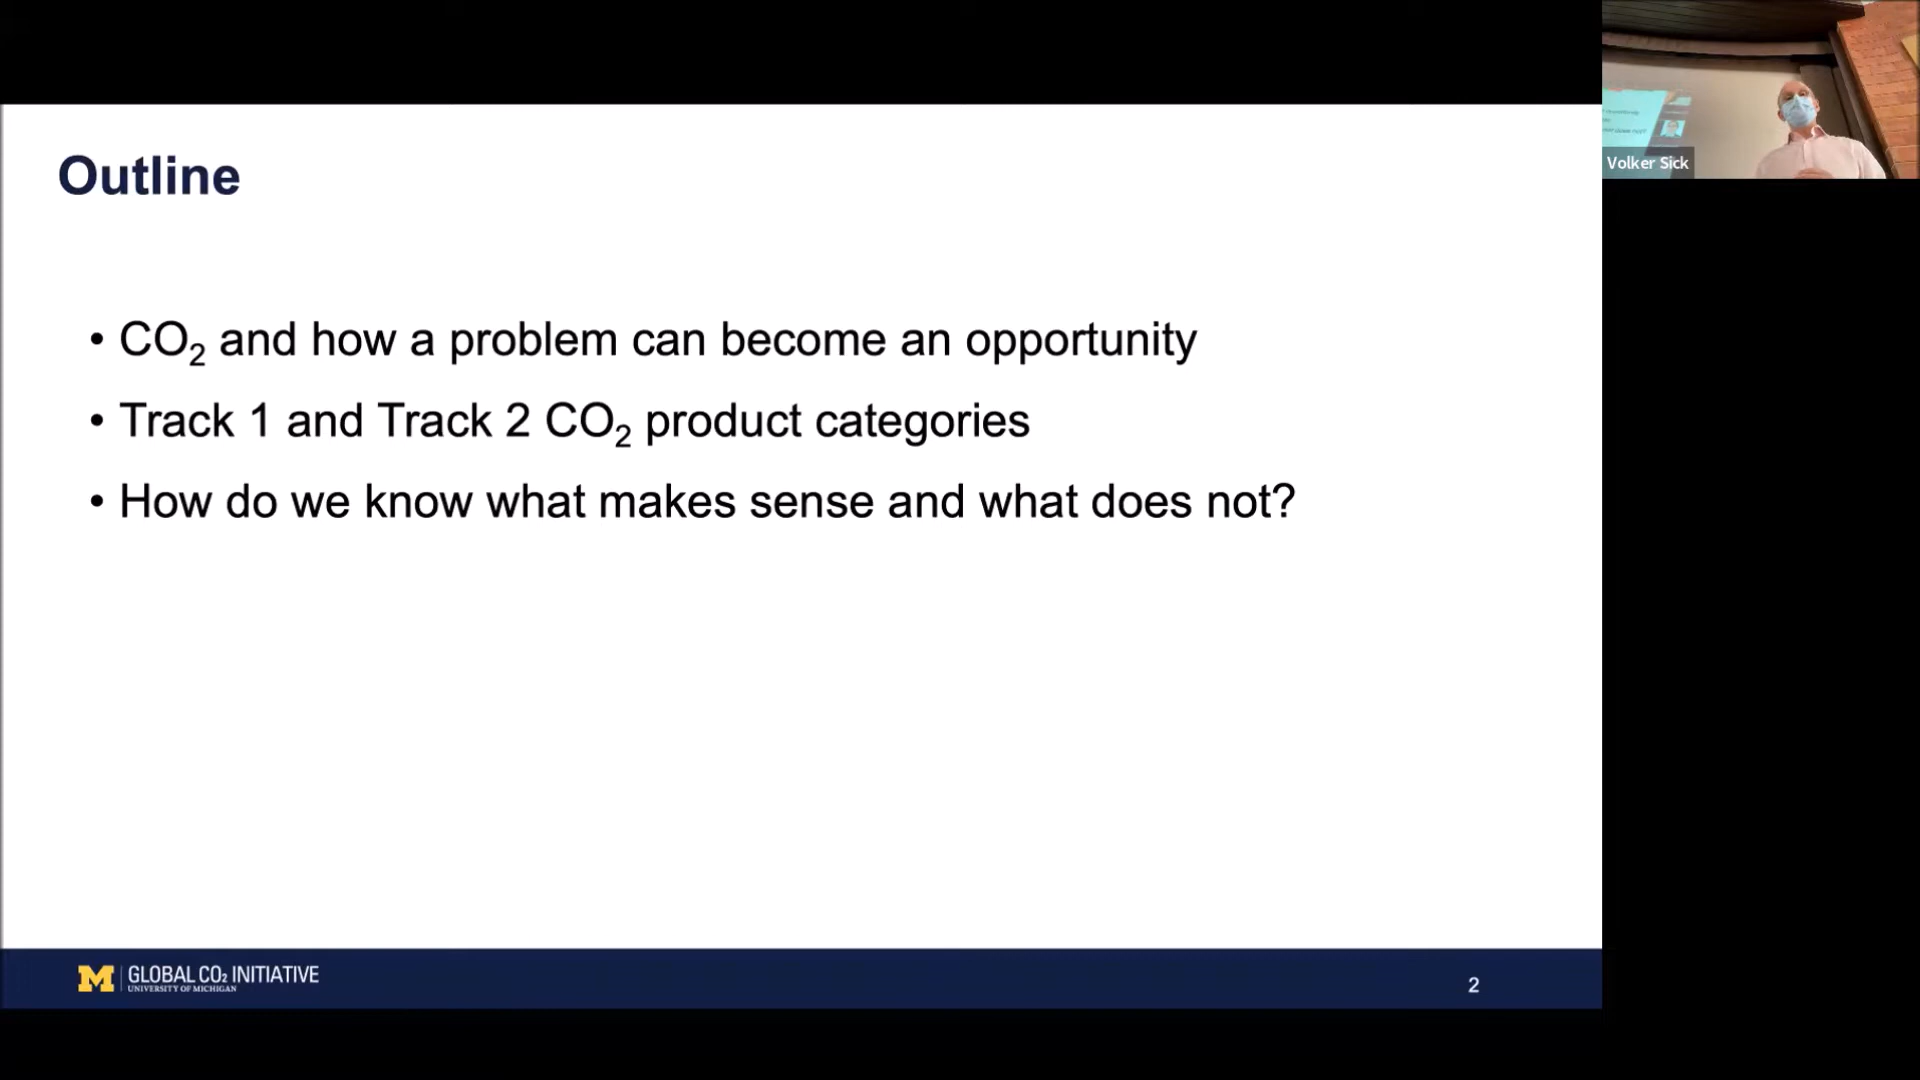 Outline
• CO₂ and how a problem can become an opportunity
• Track 1 and Track 2 CO₂ product categories
• How do we know what makes sense and what does not?
M GLOBAL CO₂ INITIATIVE
UNIVERSITY OF MICHIGAN
2
Volker Sick